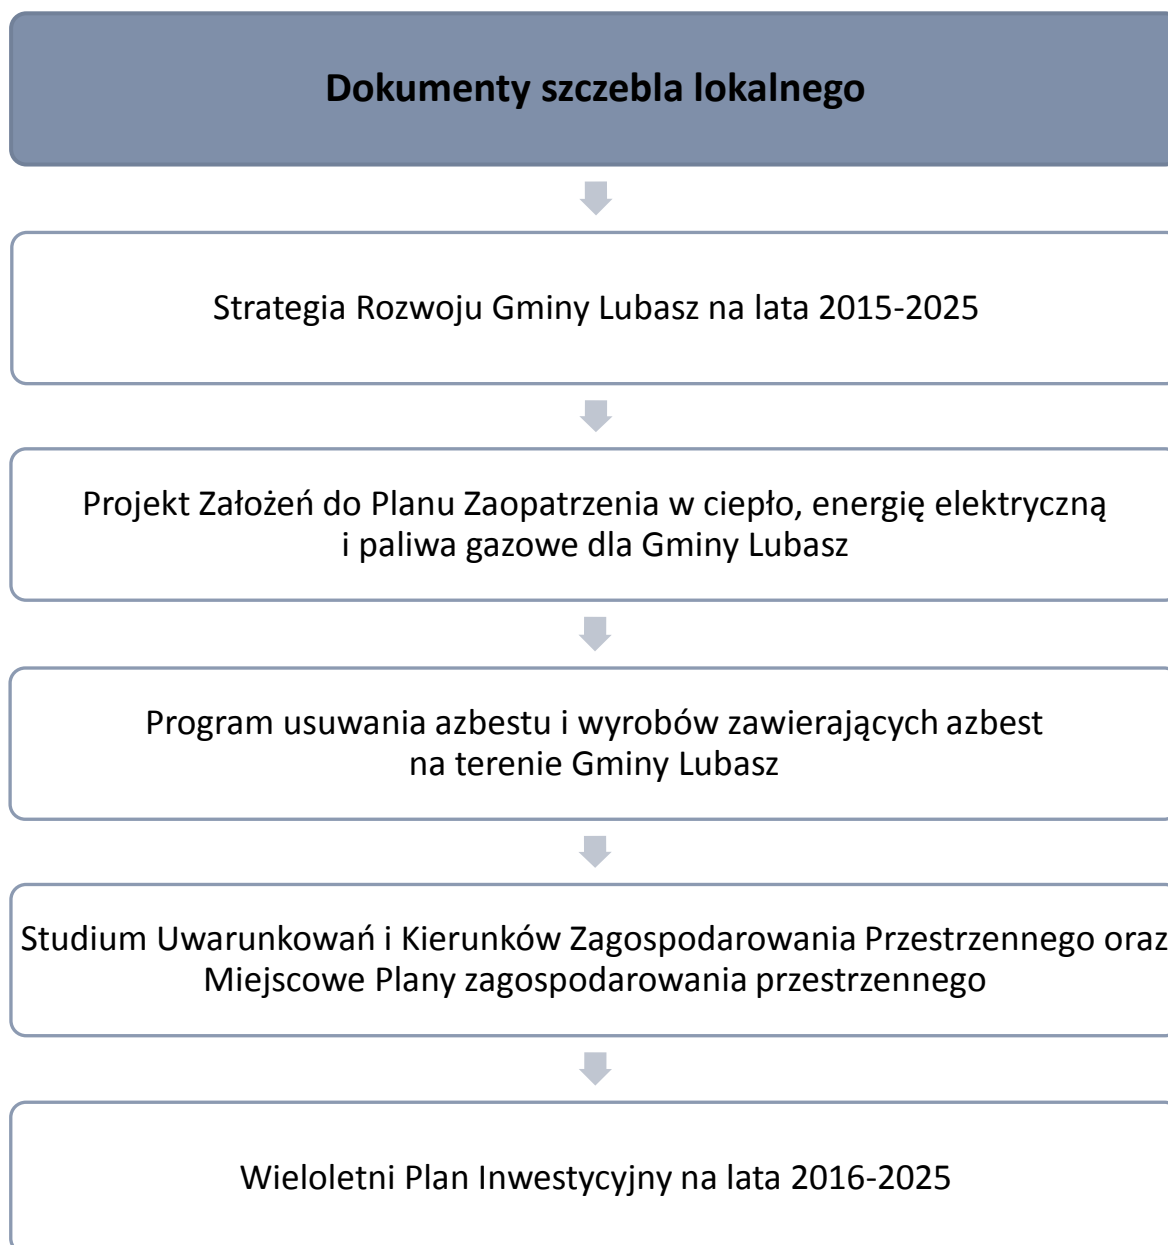 Dokumenty szczebla lokalnego
Strategia Rozwoju Gminy Lubasz na lata 2015-2025
Projekt Założeń do Planu Zaopatrzenia w ciepło, energię elektryczną
i paliwa gazowe dla Gminy Lubasz
Program usuwania azbestu i wyrobów zawierających azbest
na terenie Gminy Lubasz
Studium Uwarunkowań i Kierunków Zagospodarowania Przestrzennego oraz
Miejscowe Plany zagospodarowania przestrzennego
Wieloletni Plan Inwestycyjny na lata 2016-2025